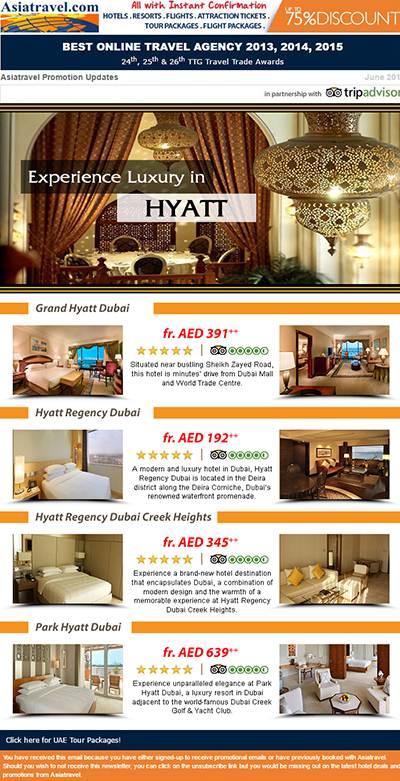 Asiatravel.com
All with Instant Confirmation
HOTELS . RESORTS . FLIGHTS . ATTRACTION TICKETS .
TOUR PACKAGES . FLIGHT PACKAGES .
UP TO
75%DISCOUNT
BEST ONLINE TRAVEL AGENCY 2013, 2014, 2015
24th, 25th & 26th TTG Travel Trade Awards
Asiatravel Promotion Updates
June 201
in partnership with tripadvisor
Experience Luxury in
HYATT
Grand Hyatt Dubai
fr. AED 391++
Situated near bustling Sheikh Zayed Road,
this hotel is minutes' drive from Dubai Mall
and World Trade Centre.
Hyatt Regency Dubai
fr. AED 192++
A modern and luxury hotel in Dubai, Hyatt
Regency Dubai is located in the Deira
district along the Deira Corniche, Dubai's
renowned waterfront promenade.
Hyatt Regency Dubai Creek Heights
fr. AED 345++
Experience a brand-new hotel destination
that encapsulates Dubai, a combination of
modern design and the warmth of a
memorable experience at Hyatt Regency
Dubai Creek Heights.
Park Hyatt Dubai
fr. AED 639++
Experience unparalleled elegance at Park
Hyatt Dubai, a luxury resort in Dubai
adjacent to the world-famous Dubai Creek
Golf & Yacht Club.
Click here for UAE Tour Packages!
You have received this email because you have either signed-up to receive promotional emails or have previously booked with Asiatravel.
Should you wish to not receive this newsletter, you can click on the unsubscribe link but you would be missing out on the latest hotel deals and
promotions from Asiatravel.